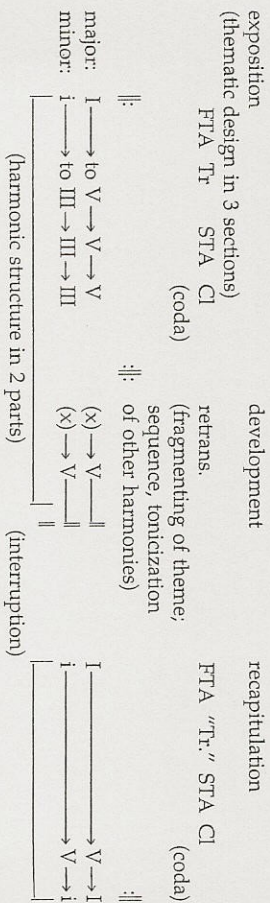 exposition development recapitulation
(thematic design in 3 sections)
FTA Tr STA Cl retrans. FTA "Tr." STA Cl
(coda) (fragmenting of theme; (coda)
sequence, tonicization
𝄆 𝄇𝄆 of other harmonies) 𝄇
major: I → to V → V → V (x) → V I → V → I
minor: i → to III → III → III (x) → V i → V → i
(harmonic structure in 2 parts) (interruption)